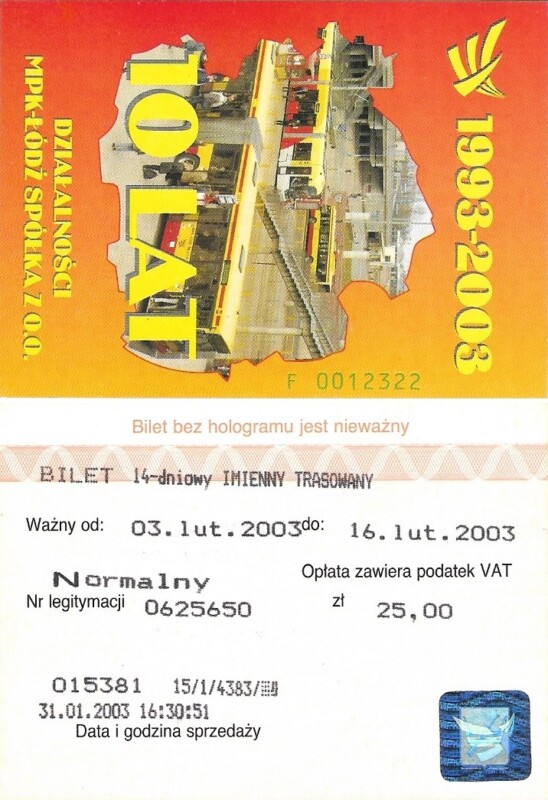 1993-2003
10 LAT
DZIAŁALNOŚCI
MPK-ŁÓDŹ SPÓŁKA Z O.O.
F 0012322
Bilet bez hologramu jest nieważny
BILET 14-dniowy IMIENNY TRASOWANY
Ważny od: 03.lut.2003 do: 16.lut.2003
Normalny
Opłata zawiera podatek VAT
Nr legitymacji 0625650 zł 25,00
015381 15/1/4383/
31.01.2003 16:30:51
Data i godzina sprzedaży